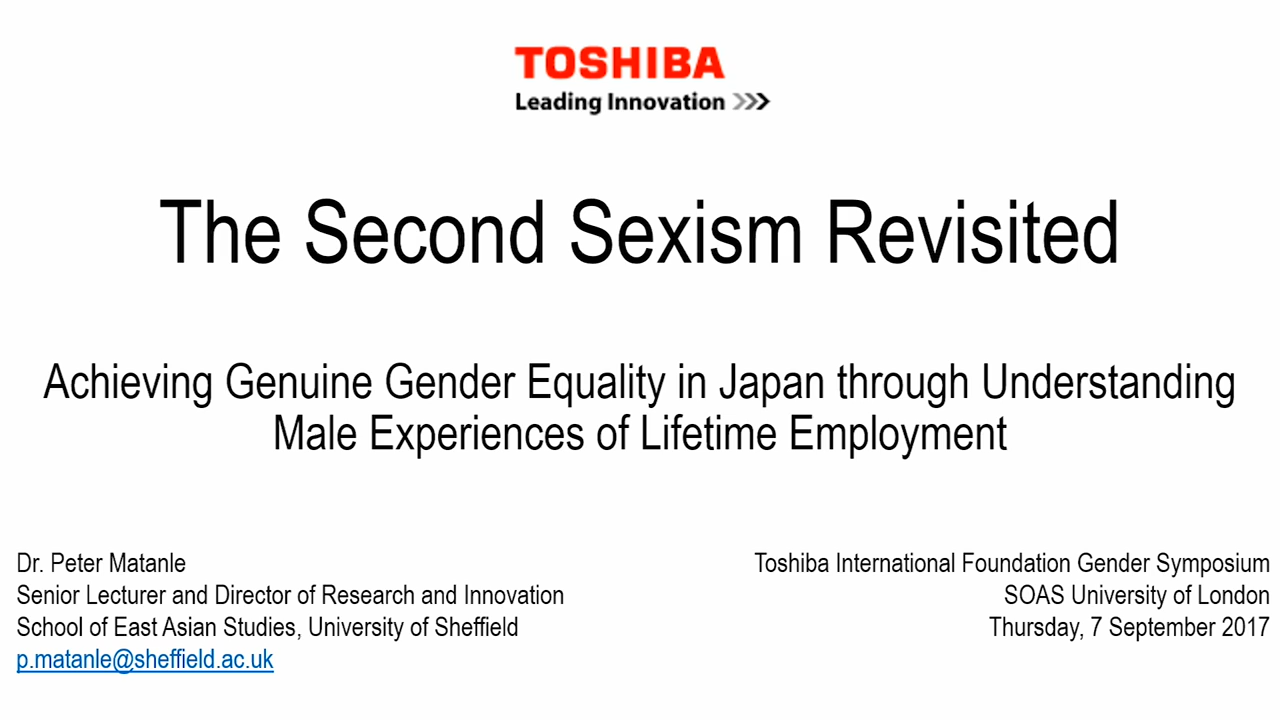 TOSHIBA
Leading Innovation >>>
The Second Sexism Revisited
Achieving Genuine Gender Equality in Japan through Understanding
Male Experiences of Lifetime Employment
Dr. Peter Matanle
Senior Lecturer and Director of Research and Innovation
School of East Asian Studies, University of Sheffield
p.matanle@sheffield.ac.uk
Toshiba International Foundation Gender Symposium
SOAS University of London
Thursday, 7 September 2017